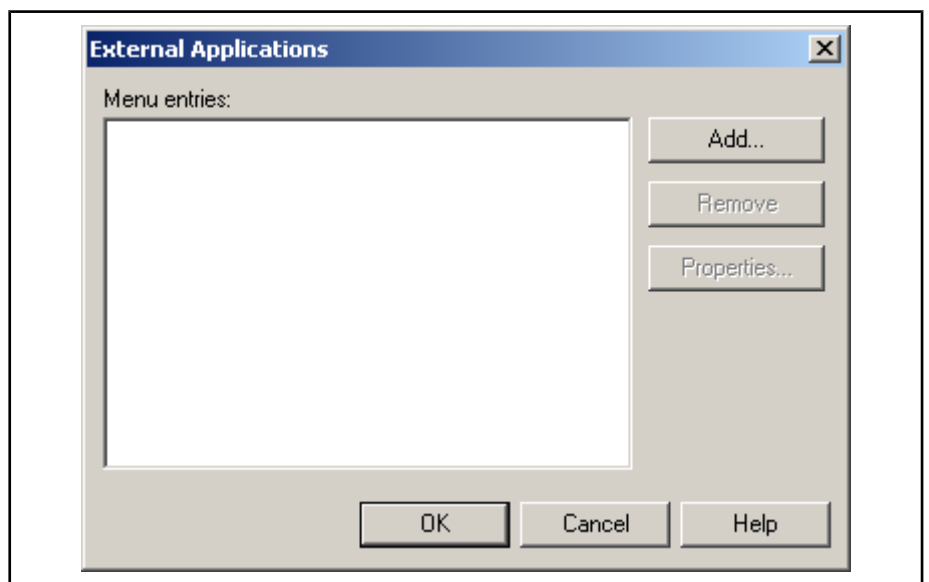 External Applications
Menu entries:
Add...
Remove
Properties...
OK
Cancel
Help